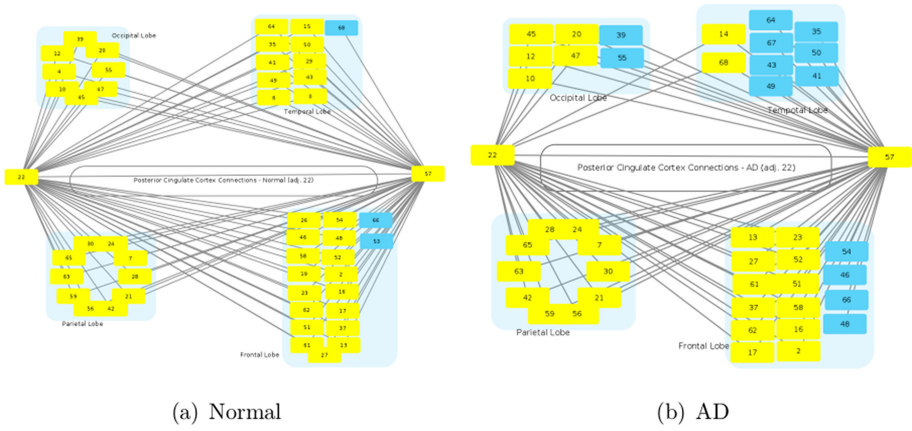 Occipital Lobe
39
12 26
4 55
10 47
45
64 15 68
35 50
41 29
49 43
6
Temporal Lobe
22
Posterior Cingulate Cortex Connections - Normal (adj. 22)
57
30 24
65 7
63 28
59 21
56 42
Parietal Lobe
26 54 66
46 48 53
58 52
19 2
23 16
62 17
51 37
61 13
27
Frontal Lobe
(a) Normal
45 20 39
12 47 55
10
Occipital Lobe
64
14 35
67 50
68 43 41
49
Tempotal Lobe
22
Posterior Cingulate Cortex Connections - AD (adj. 22)
57
28 24
65 7
63 30
42 21
59 56
Parietal Lobe
13 23 54
27 52 46
61 51 66
37 58 48
62 16
17 2
Frontal Lobe
(b) AD